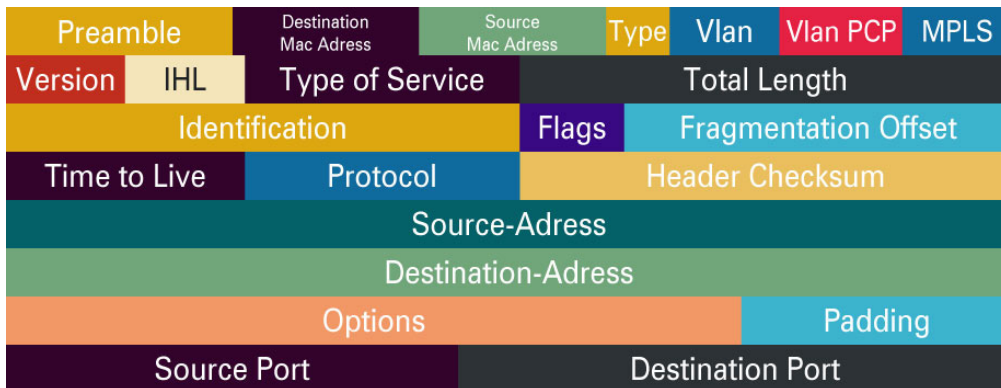 Preamble Destination Mac Adress Source Mac Adress Type Vlan Vlan PCP MPLS
Version IHL Type of Service Total Length
Identification Flags Fragmentation Offset
Time to Live Protocol Header Checksum
Source-Adress
Destination-Adress
Options Padding
Source Port Destination Port